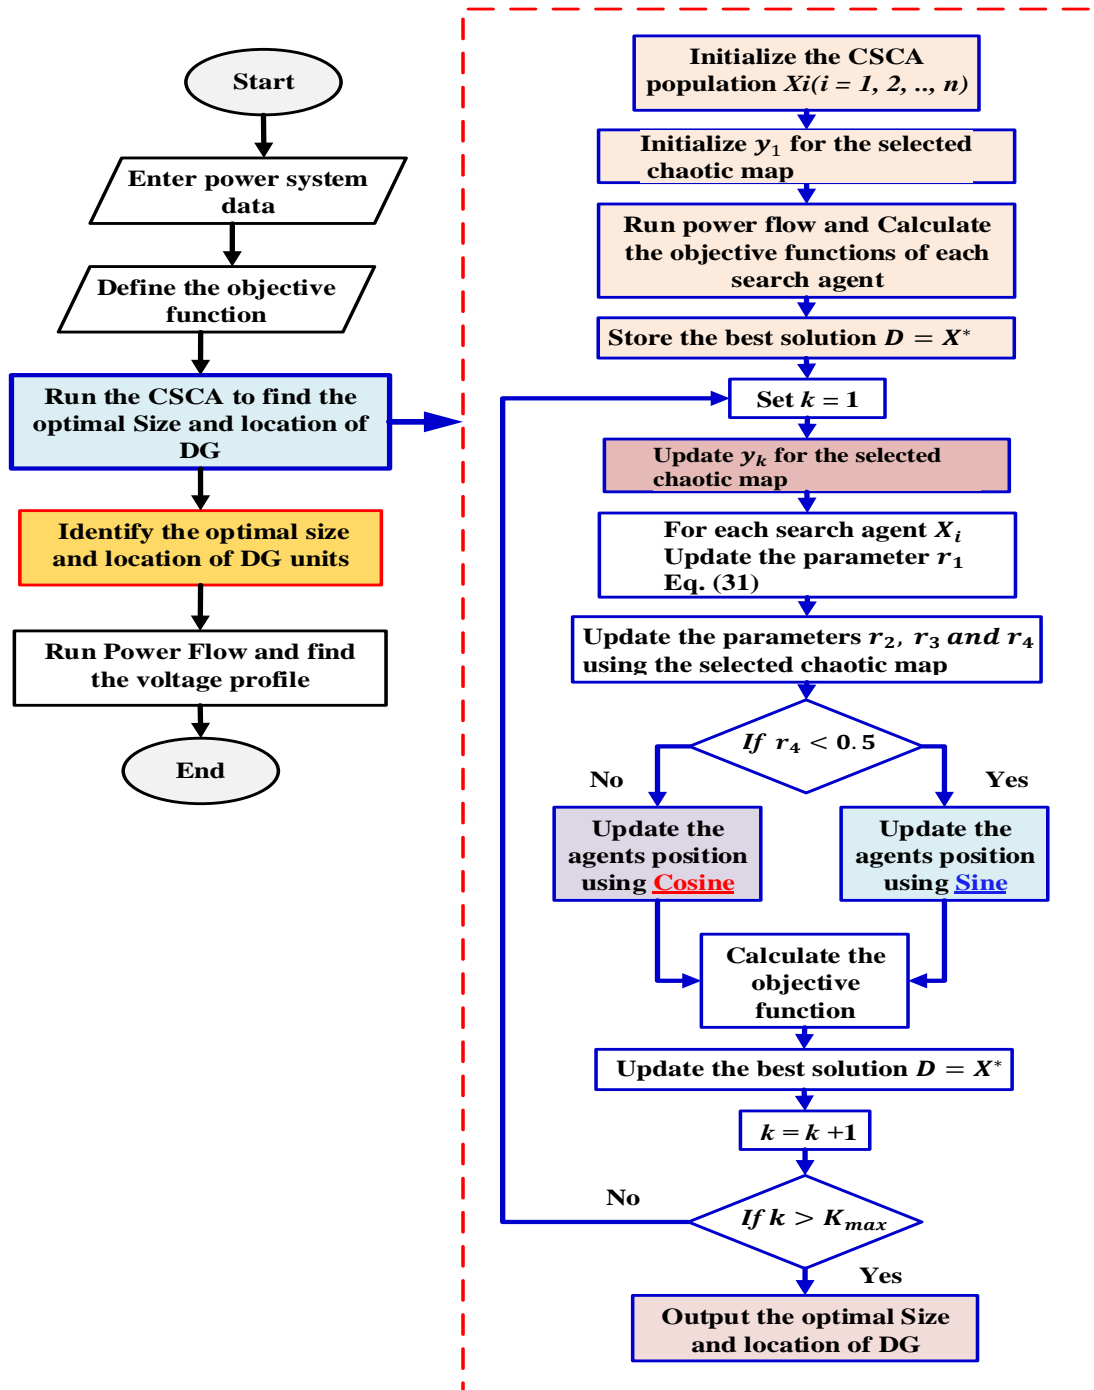 Start
Enter power system
data
Define the objective
function
Run the CSCA to find the
optimal Size and location of
DG
Identify the optimal size
and location of DG units
Run Power Flow and find
the voltage profile
End
Initialize the CSCA
population Xi(i = 1, 2, .., n)
Initialize y₁ for the selected
chaotic map
Run power flow and Calculate
the objective functions of each
search agent
Store the best solution D = X*
Set k = 1
Update yₖ for the selected
chaotic map
For each search agent Xᵢ
Update the parameter r₁
Eq. (31)
Update the parameters r₂, r₃ and r₄
using the selected chaotic map
If r₄ < 0.5
No
Yes
Update the
agents position
using Cosine
Update the
agents position
using Sine
Calculate the
objective
function
Update the best solution D = X*
k = k +1
No
If k > Kₘₐₓ
Yes
Output the optimal Size
and location of DG